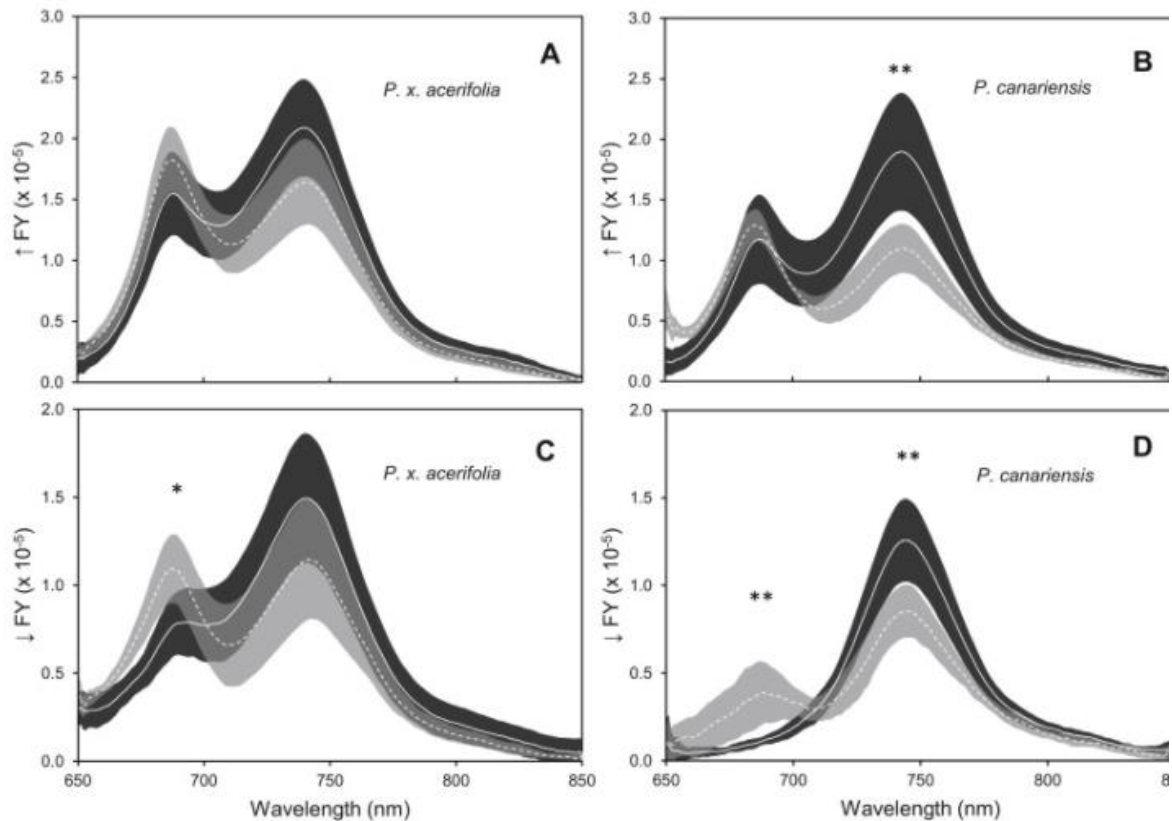 3.0
2.5
2.0
1.5
1.0
0.5
0.0
↑ FY (x 10⁻⁵)
A
P. x. acerifolia
3.0
2.5
2.0
1.5
1.0
0.5
0.0
↑ FY (x 10⁻⁵)
**
B
P. canariensis
2.0
1.5
1.0
0.5
0.0
↓ FY (x 10⁻⁵)
C
P. x. acerifolia
*
650 700 750 800 850
Wavelength (nm)
2.0
1.5
1.0
0.5
0.0
↓ FY (x 10⁻⁵)
D
**
P. canariensis
**
650 700 750 800 8
Wavelength (nm)